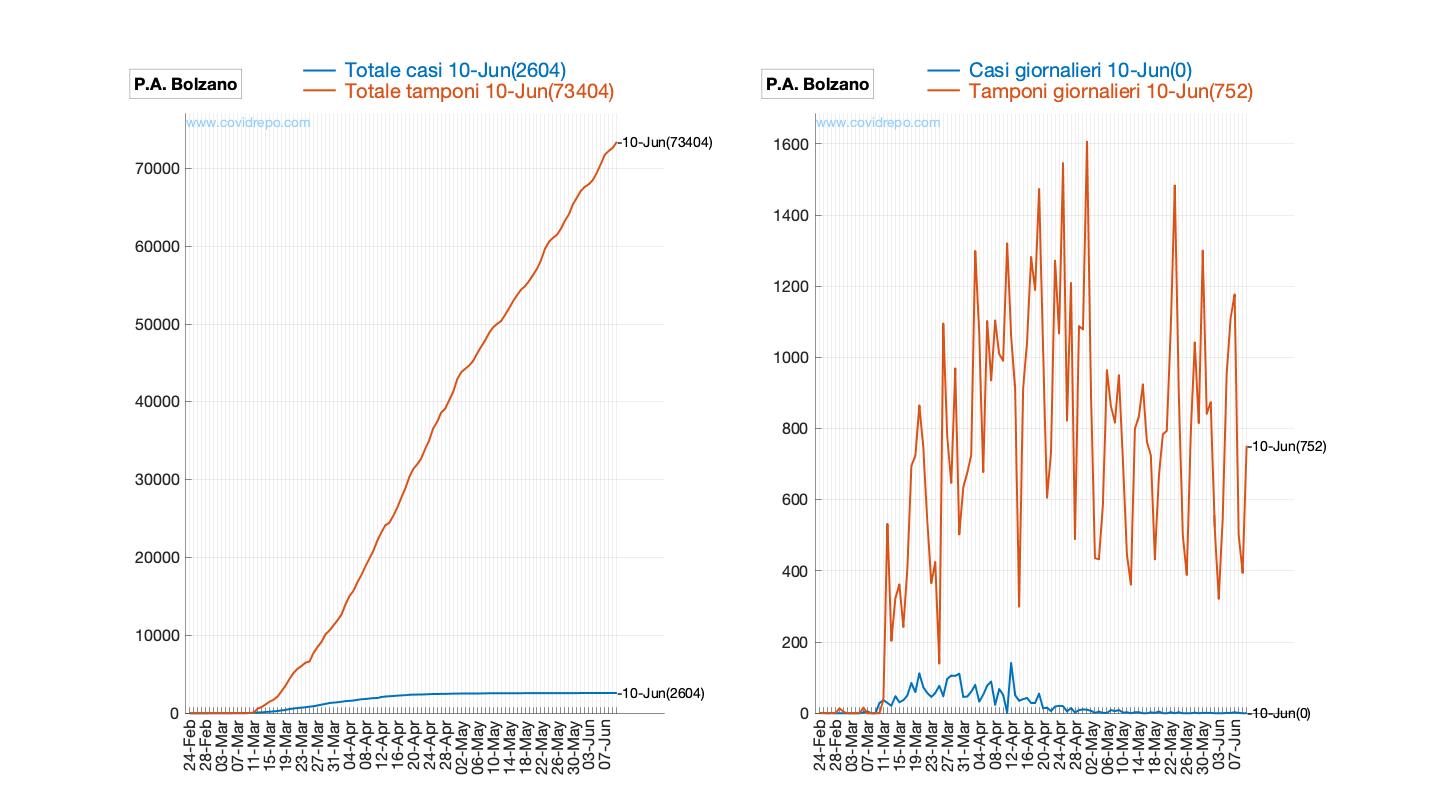 P.A. Bolzano
Totale casi 10-Jun(2604)
Totale tamponi 10-Jun(73404)
www.covidrepo.com
10-Jun(73404)
70000
60000
50000
40000
30000
20000
10000
0
10-Jun(2604)
24-Feb
28-Feb
03-Mar
07-Mar
11-Mar
15-Mar
19-Mar
23-Mar
27-Mar
31-Mar
04-Apr
08-Apr
12-Apr
16-Apr
20-Apr
24-Apr
28-Apr
02-May
06-May
10-May
14-May
18-May
22-May
26-May
30-May
03-Jun
07-Jun
P.A. Bolzano
Casi giornalieri 10-Jun(0)
Tamponi giornalieri 10-Jun(752)
www.covidrepo.com
1600
1400
1200
1000
800
600
400
200
0
10-Jun(752)
10-Jun(0)
24-Feb
28-Feb
03-Mar
07-Mar
11-Mar
15-Mar
19-Mar
23-Mar
27-Mar
31-Mar
04-Apr
08-Apr
12-Apr
16-Apr
20-Apr
24-Apr
28-Apr
02-May
06-May
10-May
14-May
18-May
22-May
26-May
30-May
03-Jun
07-Jun